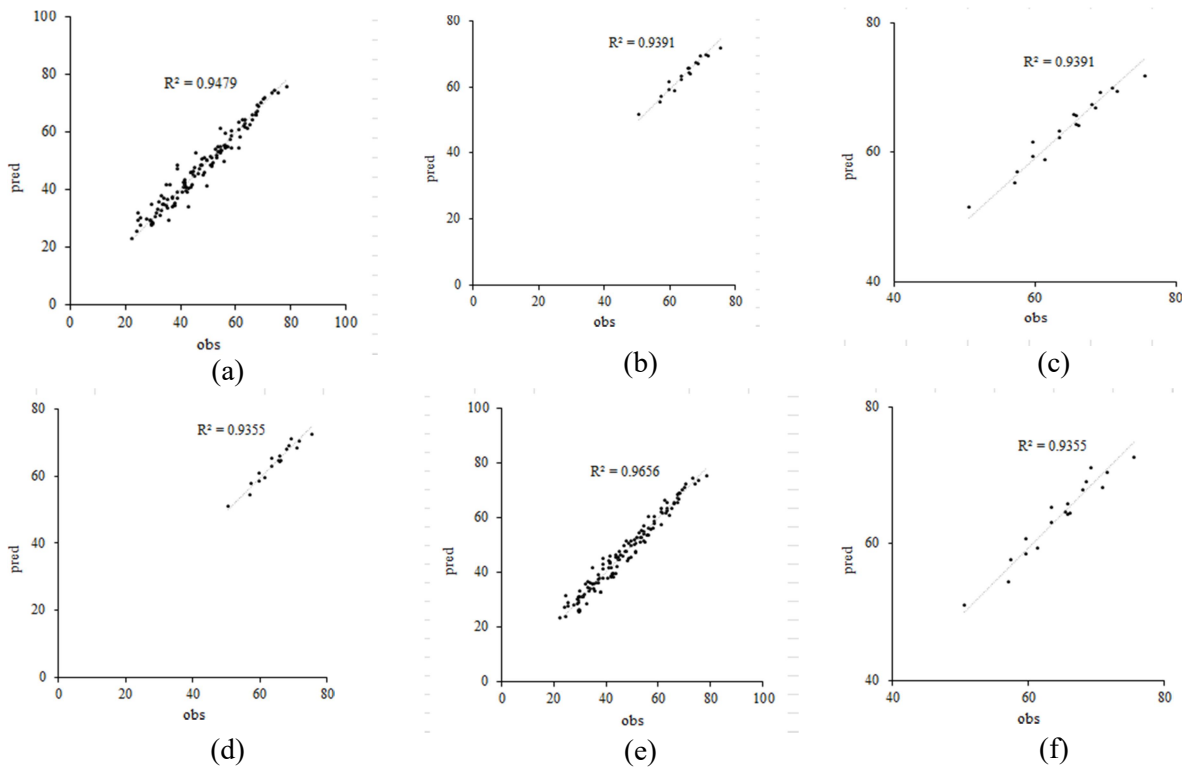 100
80
60
40
20
0
pred
R² = 0.9479
0 20 40 60 80 100
obs
(a)
80
60
40
20
0
pred
R² = 0.9391
0 20 40 60 80
obs
(b)
80
60
40
pred
R² = 0.9391
40 60 80
obs
(c)
80
60
40
20
0
pred
R² = 0.9355
0 20 40 60 80
obs
(d)
100
80
60
40
20
0
pred
R² = 0.9656
0 20 40 60 80 100
obs
(e)
80
60
40
pred
R² = 0.9355
40 60 80
obs
(f)